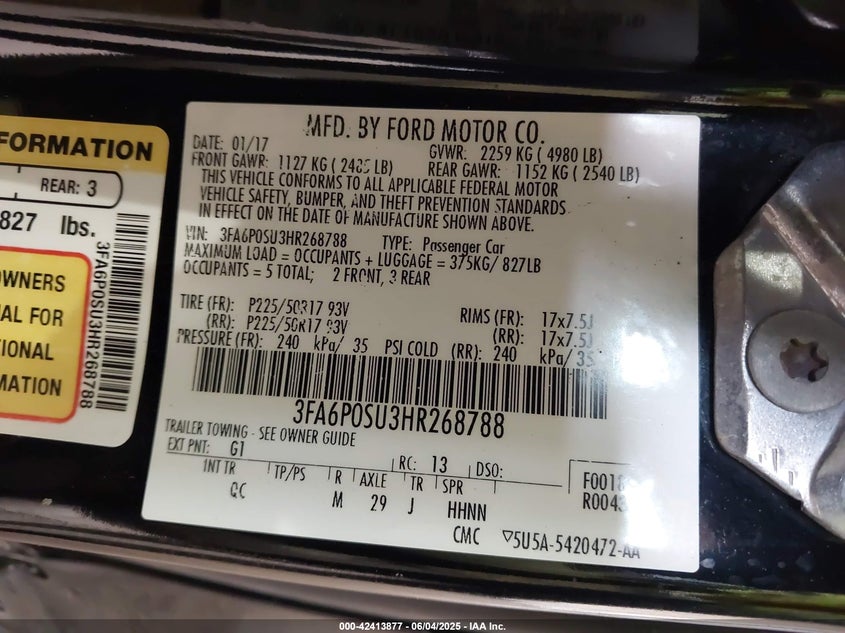 FORMATION
REAR: 3
827 lbs.
OWNERS
AL FOR
TIONAL
MATION
3FA6P0SU3HR268788
MFD. BY FORD MOTOR CO.
DATE: 01/17 GVWR: 2259 KG ( 4980 LB)
FRONT GAWR: 1127 KG ( 2485 LB) REAR GAWR: 1152 KG ( 2540 LB)
THIS VEHICLE CONFORMS TO ALL APPLICABLE FEDERAL MOTOR
VEHICLE SAFETY, BUMPER, AND THEFT PREVENTION STANDARDS
IN EFFECT ON THE DATE OF MANUFACTURE SHOWN ABOVE.
VIN: 3FA6P0SU3HR268788 TYPE: Passenger Car
MAXIMUM LOAD = OCCUPANTS + LUGGAGE = 375KG/ 827LB
OCCUPANTS = 5 TOTAL; 2 FRONT, 3 REAR
TIRE (FR): P225/50R17 93V RIMS (FR): 17x7.5J
(RR): P225/50R17 93V (RR): 17x7.5J
PRESSURE (FR): 240 kPa/ 35 PSI COLD (RR): 240 kPa/ 35
3FA6P0SU3HR268788
TRAILER TOWING - SEE OWNER GUIDE
EXT PNT: G1 RC: 13 DSO:
INT TR TP/PS R AXLE TR SPR
QC M 29 J HHNN
F0018
R0043
CMC ▽5U5A-5420472-AA
000-42413877 - 06/04/2025 - IAA, Inc.